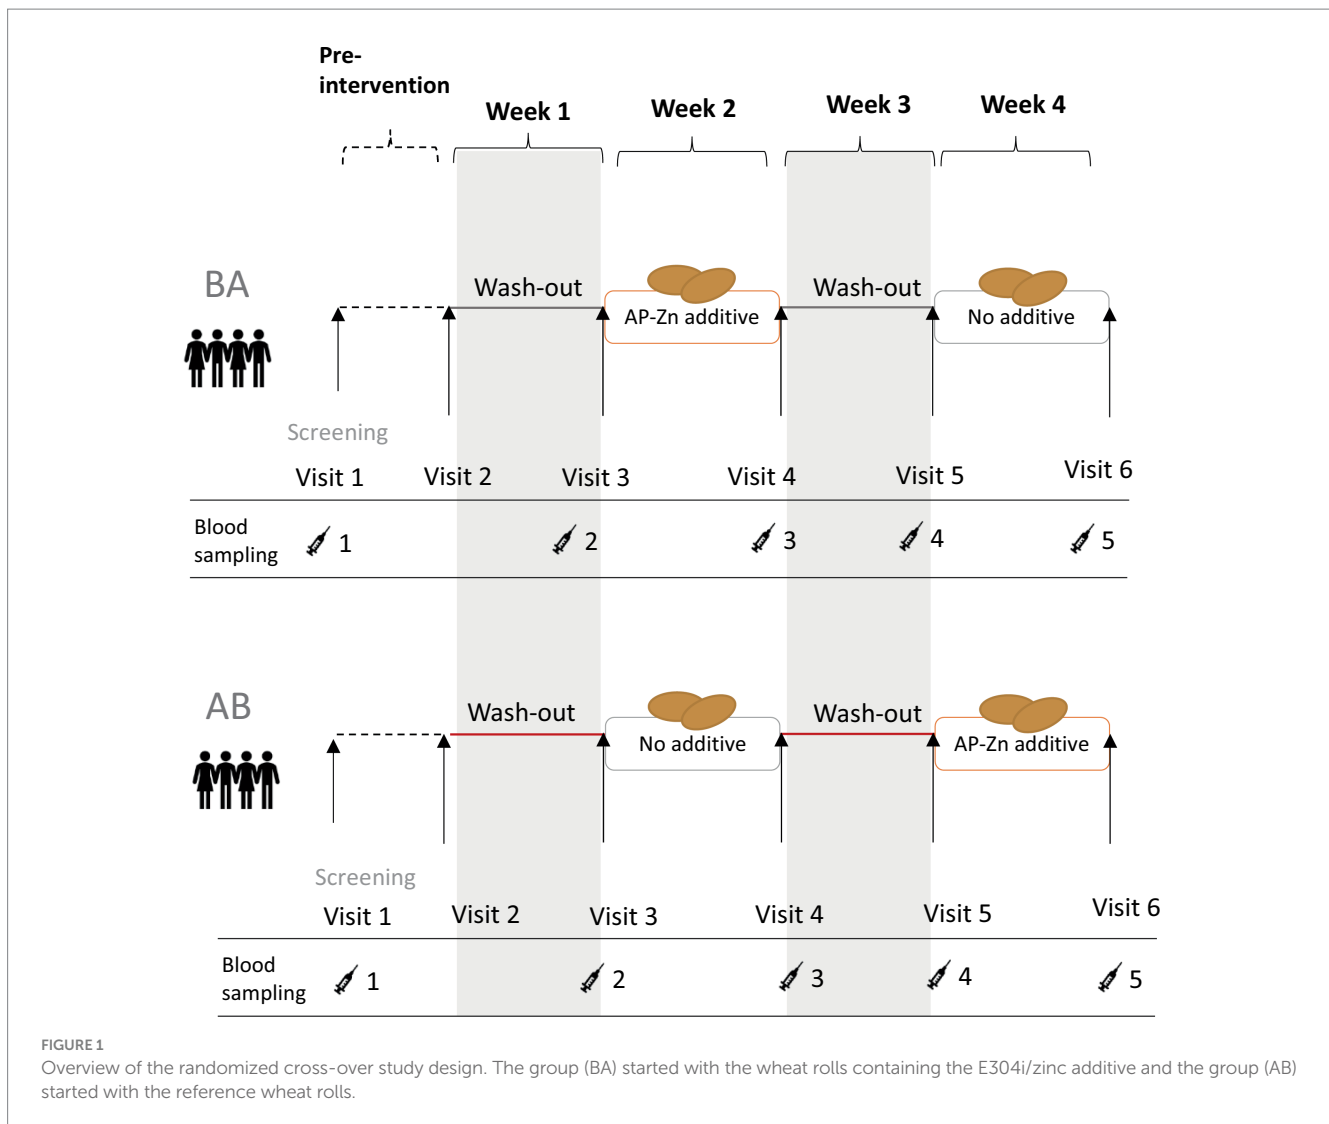 Pre-
intervention
Week 1
Week 2
Week 3
Week 4
BA
Wash-out
AP-Zn additive
Wash-out
No additive
Screening
Visit 1
Visit 2
Visit 3
Visit 4
Visit 5
Visit 6
Blood
sampling
1
2
3
4
5
AB
Wash-out
No additive
Wash-out
AP-Zn additive
Screening
Visit 1
Visit 2
Visit 3
Visit 4
Visit 5
Visit 6
Blood
sampling
1
2
3
4
5
FIGURE 1
Overview of the randomized cross-over study design. The group (BA) started with the wheat rolls containing the E304i/zinc additive and the group (AB)
started with the reference wheat rolls.